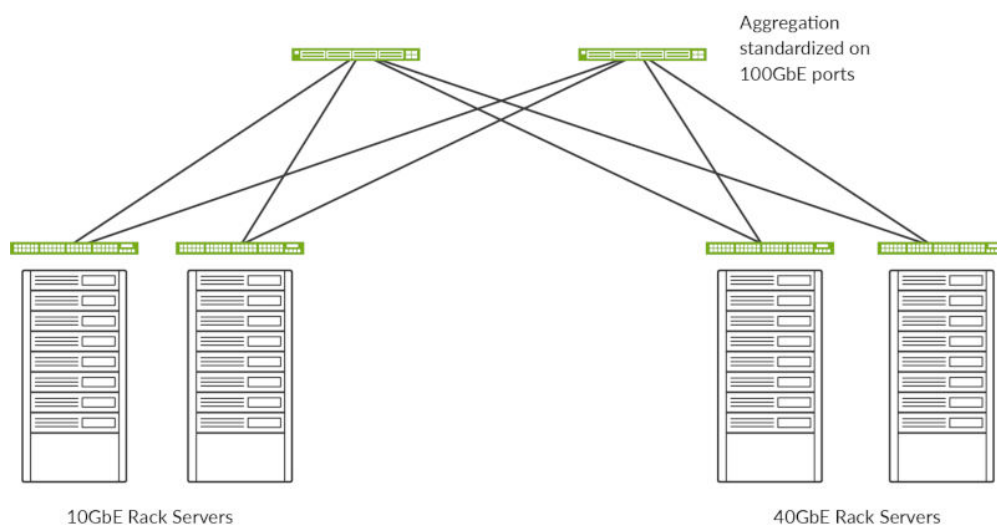 Aggregation
standardized on
100GbE ports
10GbE Rack Servers
40GbE Rack Servers